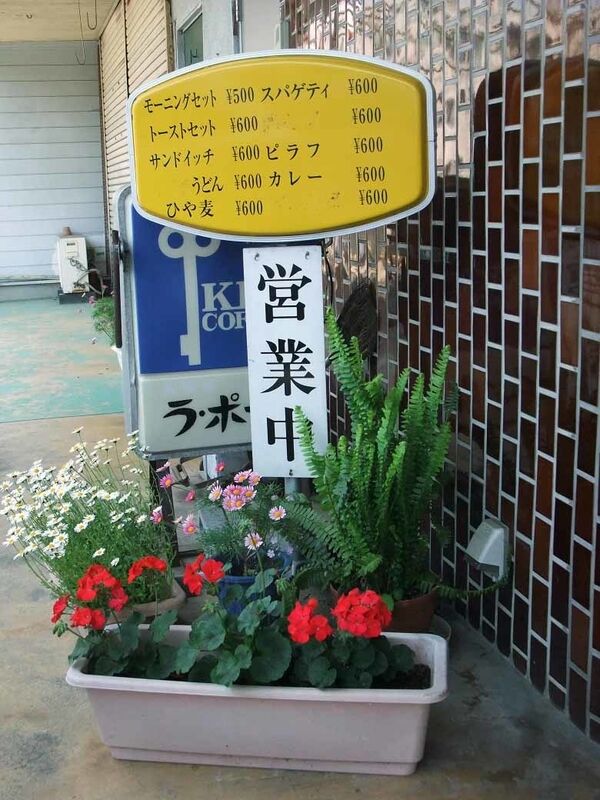 モーニングセット ¥500 スパゲティ ¥600
トーストセット ¥600 ¥600
サンドイッチ ¥600 ピラフ ¥600
うどん ¥600 カレー ¥600
ひや麦 ¥600 ¥600
営業中
ラ・ポ